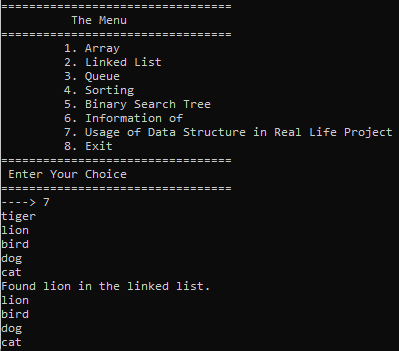 =================================
The Menu
=================================
1. Array
2. Linked List
3. Queue
4. Sorting
5. Binary Search Tree
6. Information of
7. Usage of Data Structure in Real Life Project
8. Exit
=================================
Enter Your Choice
=================================
----> 7
tiger
lion
bird
dog
cat
Found lion in the linked list.
lion
bird
dog
cat